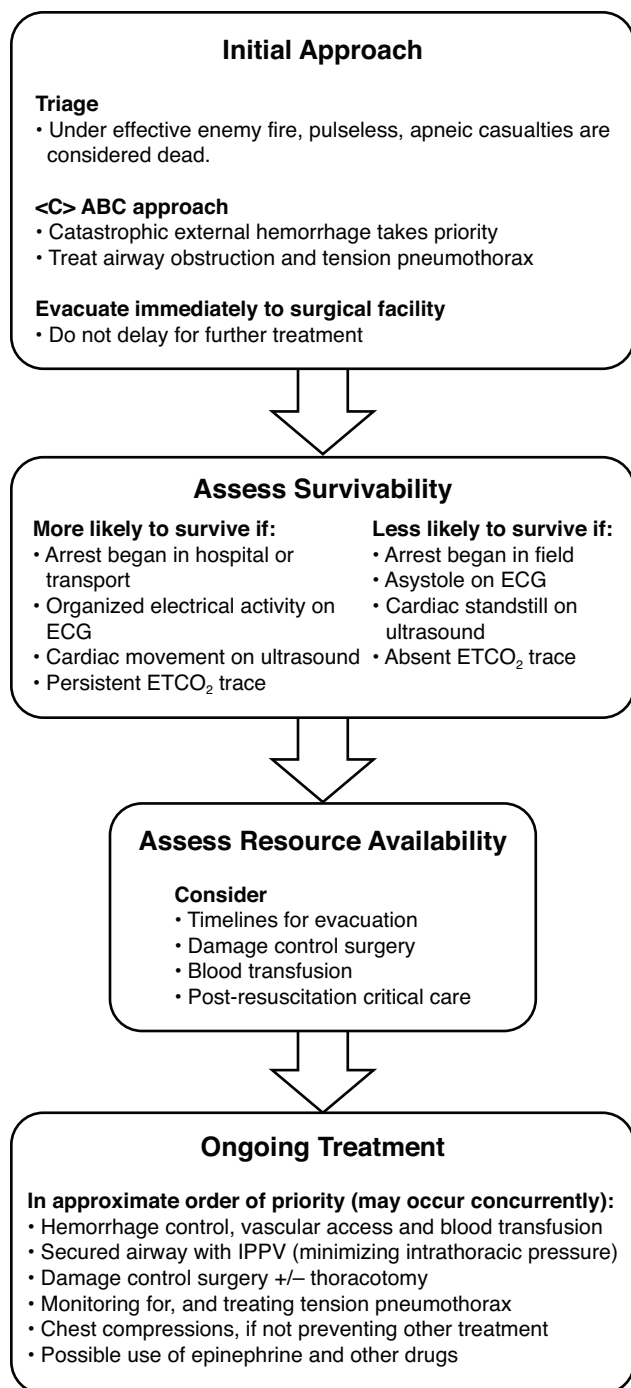 Initial Approach
Triage
• Under effective enemy fire, pulseless, apneic casualties are
considered dead.
<C> ABC approach
• Catastrophic external hemorrhage takes priority
• Treat airway obstruction and tension pneumothorax
Evacuate immediately to surgical facility
• Do not delay for further treatment
Assess Survivability
More likely to survive if:
• Arrest began in hospital or
transport
• Organized electrical activity on
ECG
• Cardiac movement on ultrasound
• Persistent ETCO₂ trace
Less likely to survive if:
• Arrest began in field
• Asystole on ECG
• Cardiac standstill on
ultrasound
• Absent ETCO₂ trace
Assess Resource Availability
Consider
• Timelines for evacuation
• Damage control surgery
• Blood transfusion
• Post-resuscitation critical care
Ongoing Treatment
In approximate order of priority (may occur concurrently):
• Hemorrhage control, vascular access and blood transfusion
• Secured airway with IPPV (minimizing intrathoracic pressure)
• Damage control surgery +/– thoracotomy
• Monitoring for, and treating tension pneumothorax
• Chest compressions, if not preventing other treatment
• Possible use of epinephrine and other drugs